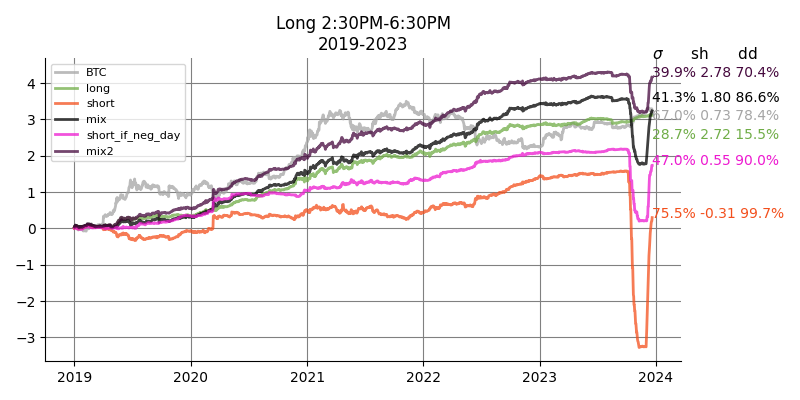 Long 2:30PM-6:30PM
2019-2023
σ sh dd
39.9% 2.78 70.4%
41.3% 1.80 86.6%
67.0% 0.73 78.4%
28.7% 2.72 15.5%
47.0% 0.55 90.0%
75.5% -0.31 99.7%
BTC
long
short
mix
short_if_neg_day
mix2
4
3
2
1
0
−1
−2
−3
2019 2020 2021 2022 2023 2024